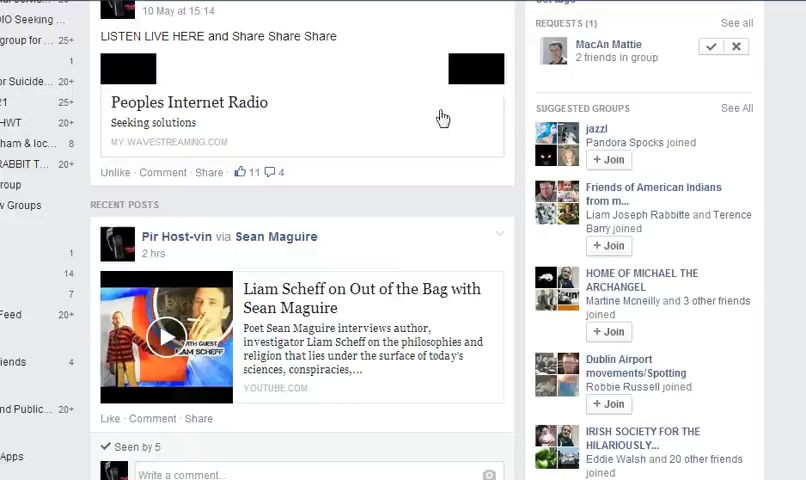 DIO Seeking ...
group for ... 25+
1
or Suicide... 20+
21 25+
HWT 20+
ham & loc... 8
RABBIT T... 20+
roup
w Groups
1
14
7
Feed 20+
iends 4
nd Public... 20+
Apps
10 May at 15:14
LISTEN LIVE HERE and Share Share Share
Peoples Internet Radio
Seeking solutions
MY.WAVESTREAMING.COM
Unlike · Comment · Share · 11 4
RECENT POSTS
Pir Host-vin via Sean Maguire
2 hrs
WITH GUEST
LIAM SCHEFF
Liam Scheff on Out of the Bag with
Sean Maguire
Poet Sean Maguire interviews author,
investigator Liam Scheff on the philosophies and
religion that lies under the surface of today's
sciences, conspiracies,...
YOUTUBE.COM
Like · Comment · Share
Seen by 5
Write a comment...
REQUESTS (1) See all
MacAn Mattie
2 friends in group
SUGGESTED GROUPS See All
jazzl
Pandora Spocks joined
+ Join
Friends of American Indians
from m...
Liam Joseph Rabbitte and Terence
Barry joined
+ Join
HOME OF MICHAEL THE
ARCHANGEL
Martine Mcneilly and 3 other friends
joined
+ Join
Dublin Airport
movements/Spotting
Robbie Russell joined
+ Join
IRISH SOCIETY FOR THE
HILARIOUSLY...
Eddie Walsh and 20 other friends
joined